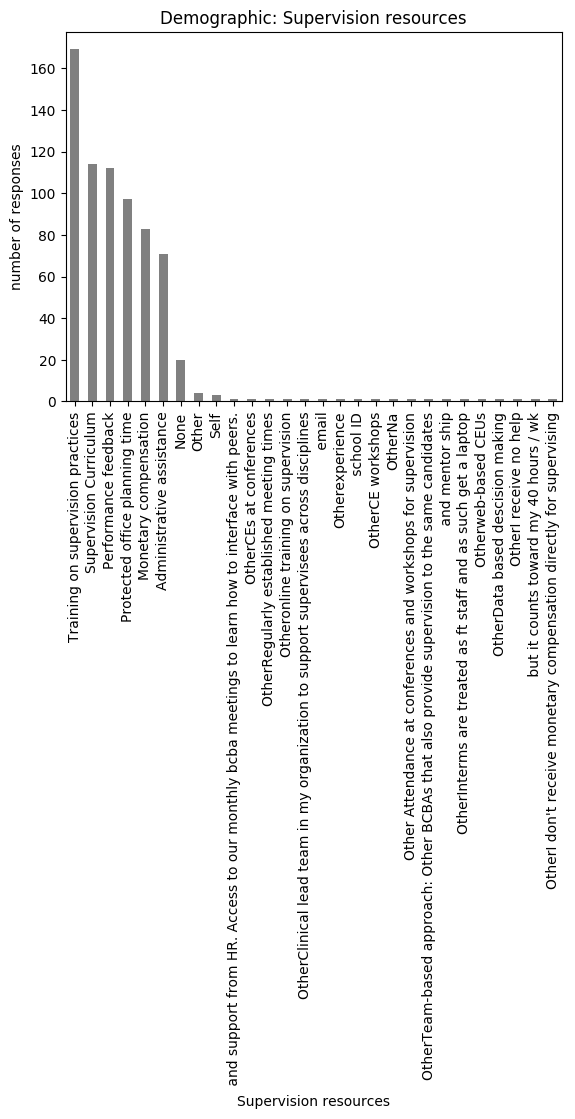 Demographic: Supervision resources
number of responses
160
140
120
100
80
60
40
20
0
Training on supervision practices
Supervision Curriculum
Performance feedback
Protected office planning time
Monetary compensation
Administrative assistance
None
Other
Self
and support from HR. Access to our monthly bcba meetings to learn how to interface with peers.
OtherCEs at conferences
OtherRegularly established meeting times
Otheronline training on supervision
OtherClinical lead team in my organization to support supervisees across disciplines
email
Otherexperience
school ID
OtherCE workshops
OtherNa
Other Attendance at conferences and workshops for supervision
OtherTeam-based approach: Other BCBAs that also provide supervision to the same candidates
and mentor ship
OtherInterms are treated as ft staff and as such get a laptop
Otherweb-based CEUs
OtherData based descision making
OtherI receive no help
but it counts toward my 40 hours / wk
OtherI don't receive monetary compensation directly for supervising
Supervision resources